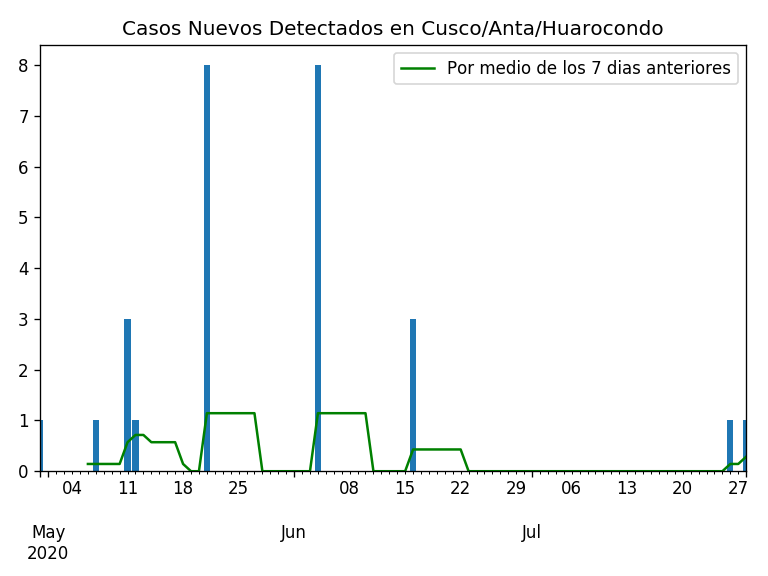 Casos Nuevos Detectados en Cusco/Anta/Huarocondo
Por medio de los 7 dias anteriores
8
7
6
5
4
3
2
1
0
04 11 18 25 08 15 22 29 06 13 20 27
May Jun Jul
2020